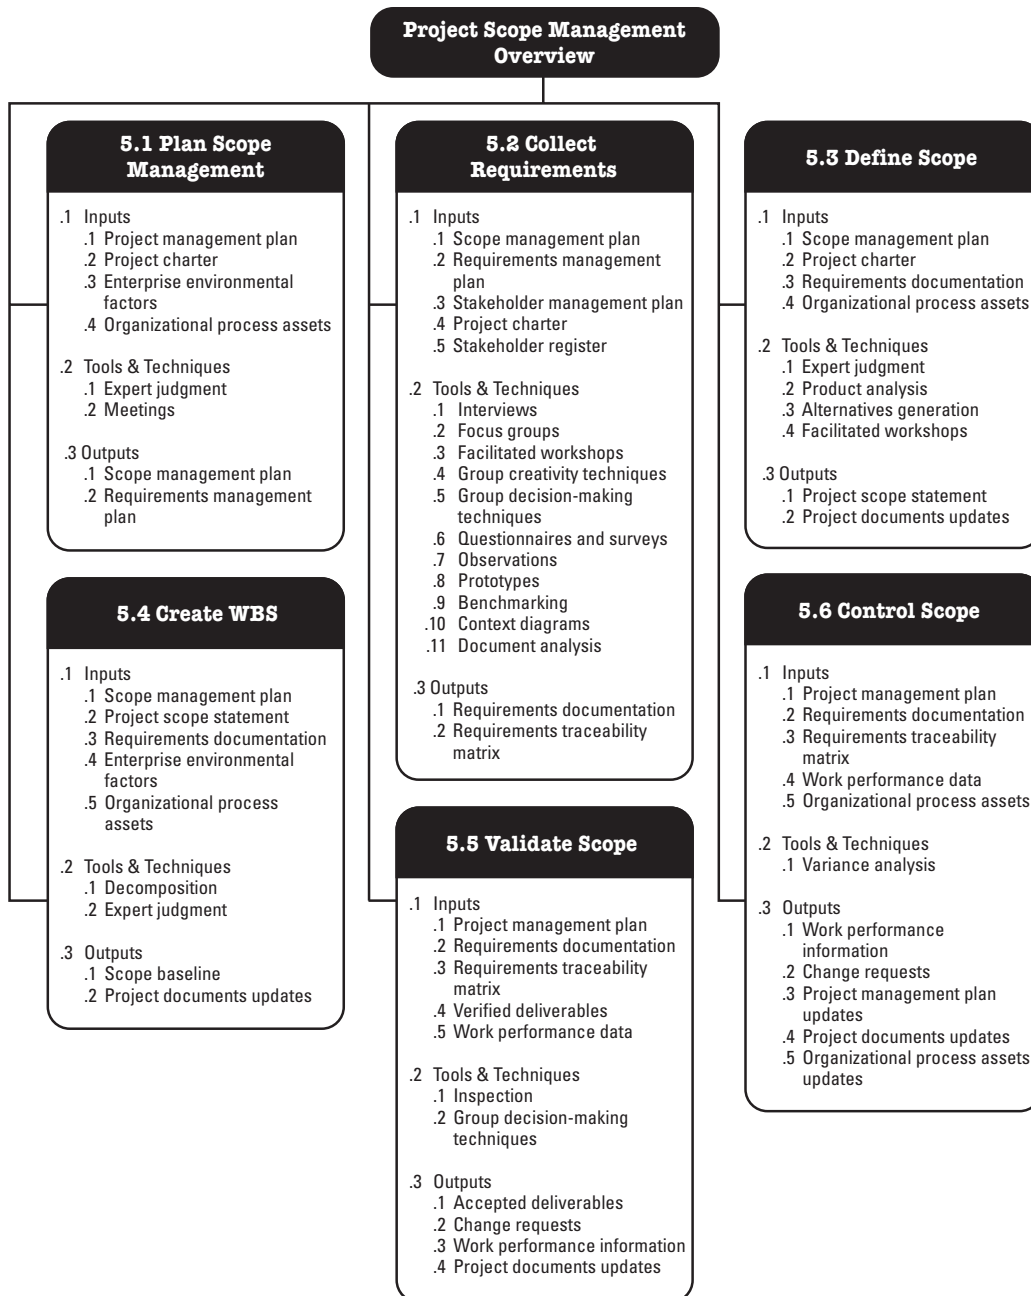 Project Scope Management
Overview
5.1 Plan Scope
Management
.1 Inputs
.1 Project management plan
.2 Project charter
.3 Enterprise environmental
factors
.4 Organizational process assets
.2 Tools & Techniques
.1 Expert judgment
.2 Meetings
.3 Outputs
.1 Scope management plan
.2 Requirements management
plan
5.2 Collect
Requirements
.1 Inputs
.1 Scope management plan
.2 Requirements management
plan
.3 Stakeholder management plan
.4 Project charter
.5 Stakeholder register
.2 Tools & Techniques
.1 Interviews
.2 Focus groups
.3 Facilitated workshops
.4 Group creativity techniques
.5 Group decision-making
techniques
.6 Questionnaires and surveys
.7 Observations
.8 Prototypes
.9 Benchmarking
.10 Context diagrams
.11 Document analysis
.3 Outputs
.1 Requirements documentation
.2 Requirements traceability
matrix
5.3 Define Scope
.1 Inputs
.1 Scope management plan
.2 Project charter
.3 Requirements documentation
.4 Organizational process assets
.2 Tools & Techniques
.1 Expert judgment
.2 Product analysis
.3 Alternatives generation
.4 Facilitated workshops
.3 Outputs
.1 Project scope statement
.2 Project documents updates
5.4 Create WBS
.1 Inputs
.1 Scope management plan
.2 Project scope statement
.3 Requirements documentation
.4 Enterprise environmental
factors
.5 Organizational process
assets
.2 Tools & Techniques
.1 Decomposition
.2 Expert judgment
.3 Outputs
.1 Scope baseline
.2 Project documents updates
5.5 Validate Scope
.1 Inputs
.1 Project management plan
.2 Requirements documentation
.3 Requirements traceability
matrix
.4 Verified deliverables
.5 Work performance data
.2 Tools & Techniques
.1 Inspection
.2 Group decision-making
techniques
.3 Outputs
.1 Accepted deliverables
.2 Change requests
.3 Work performance information
.4 Project documents updates
5.6 Control Scope
.1 Inputs
.1 Project management plan
.2 Requirements documentation
.3 Requirements traceability
matrix
.4 Work performance data
.5 Organizational process assets
.2 Tools & Techniques
.1 Variance analysis
.3 Outputs
.1 Work performance
information
.2 Change requests
.3 Project management plan
updates
.4 Project documents updates
.5 Organizational process assets
updates